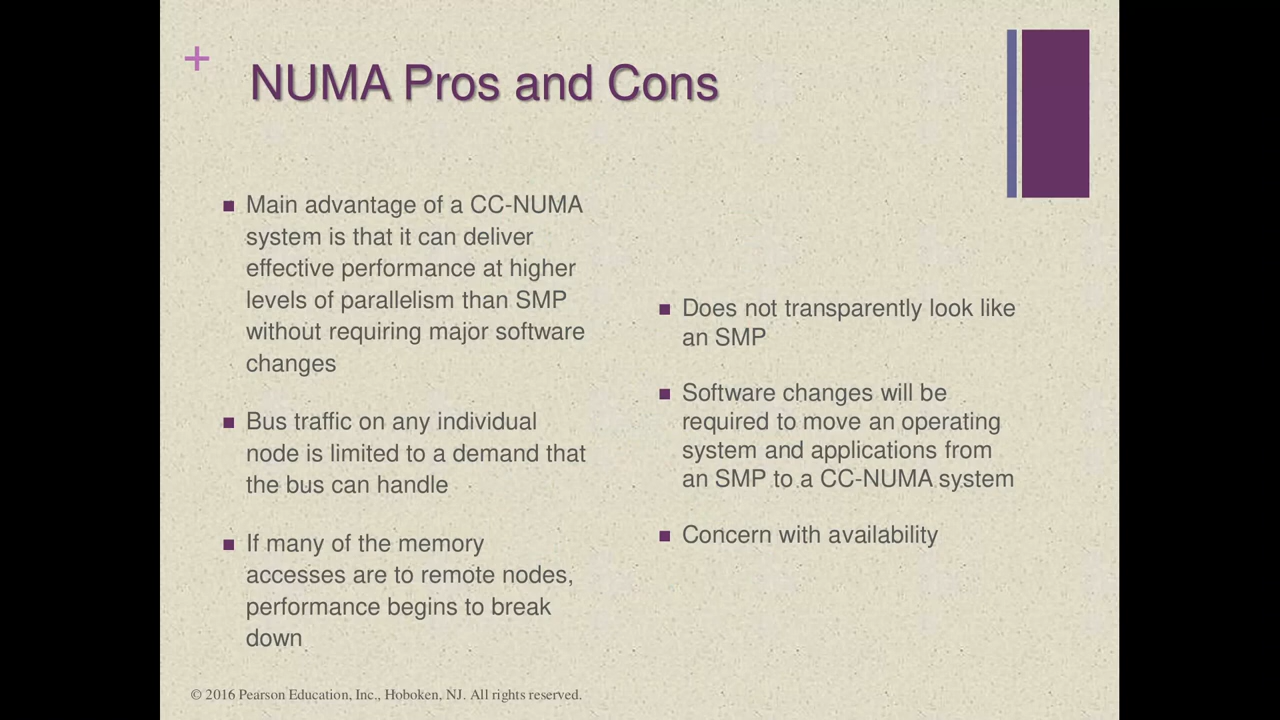 +
NUMA Pros and Cons
■ Main advantage of a CC-NUMA
system is that it can deliver
effective performance at higher
levels of parallelism than SMP
without requiring major software
changes
■ Bus traffic on any individual
node is limited to a demand that
the bus can handle
■ If many of the memory
accesses are to remote nodes,
performance begins to break
down
■ Does not transparently look like
an SMP
■ Software changes will be
required to move an operating
system and applications from
an SMP to a CC-NUMA system
■ Concern with availability
© 2016 Pearson Education, Inc., Hoboken, NJ. All rights reserved.